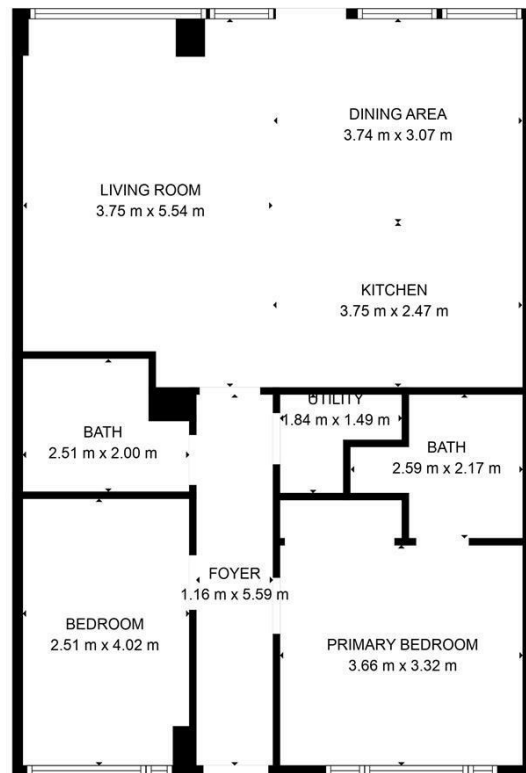 DINING AREA
3.74 m x 3.07 m
LIVING ROOM
3.75 m x 5.54 m
KITCHEN
3.75 m x 2.47 m
UTILITY
1.84 m x 1.49 m
BATH
2.51 m x 2.00 m
BATH
2.59 m x 2.17 m
FOYER
1.16 m x 5.59 m
BEDROOM
2.51 m x 4.02 m
PRIMARY BEDROOM
3.66 m x 3.32 m